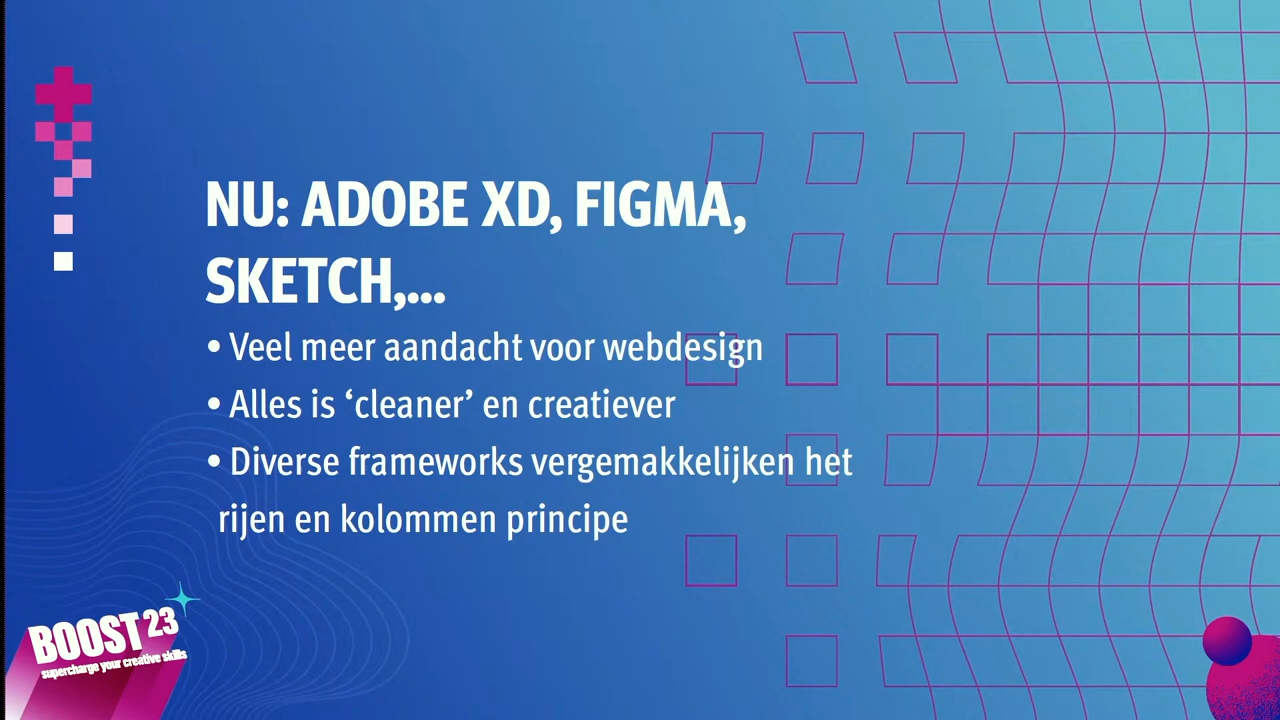 NU: ADOBE XD, FIGMA,
SKETCH,...
• Veel meer aandacht voor webdesign
• Alles is ‘cleaner’ en creatiever
• Diverse frameworks vergemakkelijken het
rijen en kolommen principe
BOOST 23
supercharge your creative skills